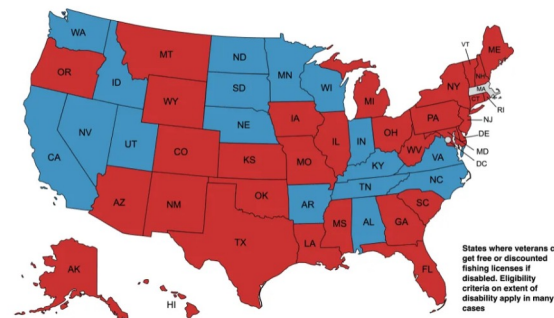 WA
MT
ND
MN
VT
ME
OR
ID
SD
WI
NY
NH
MA
WY
MI
CT
RI
NE
IA
PA
NJ
NV
UT
IL
IN
OH
DE
CA
CO
KS
MO
WV
VA
MD
KY
DC
NC
TN
AZ
NM
OK
AR
SC
MS
AL
GA
TX
LA
FL
AK
HI
States where veterans c
get free or discounted
fishing licenses if
disabled. Eligibility
criteria on extent of
disability apply in many
cases